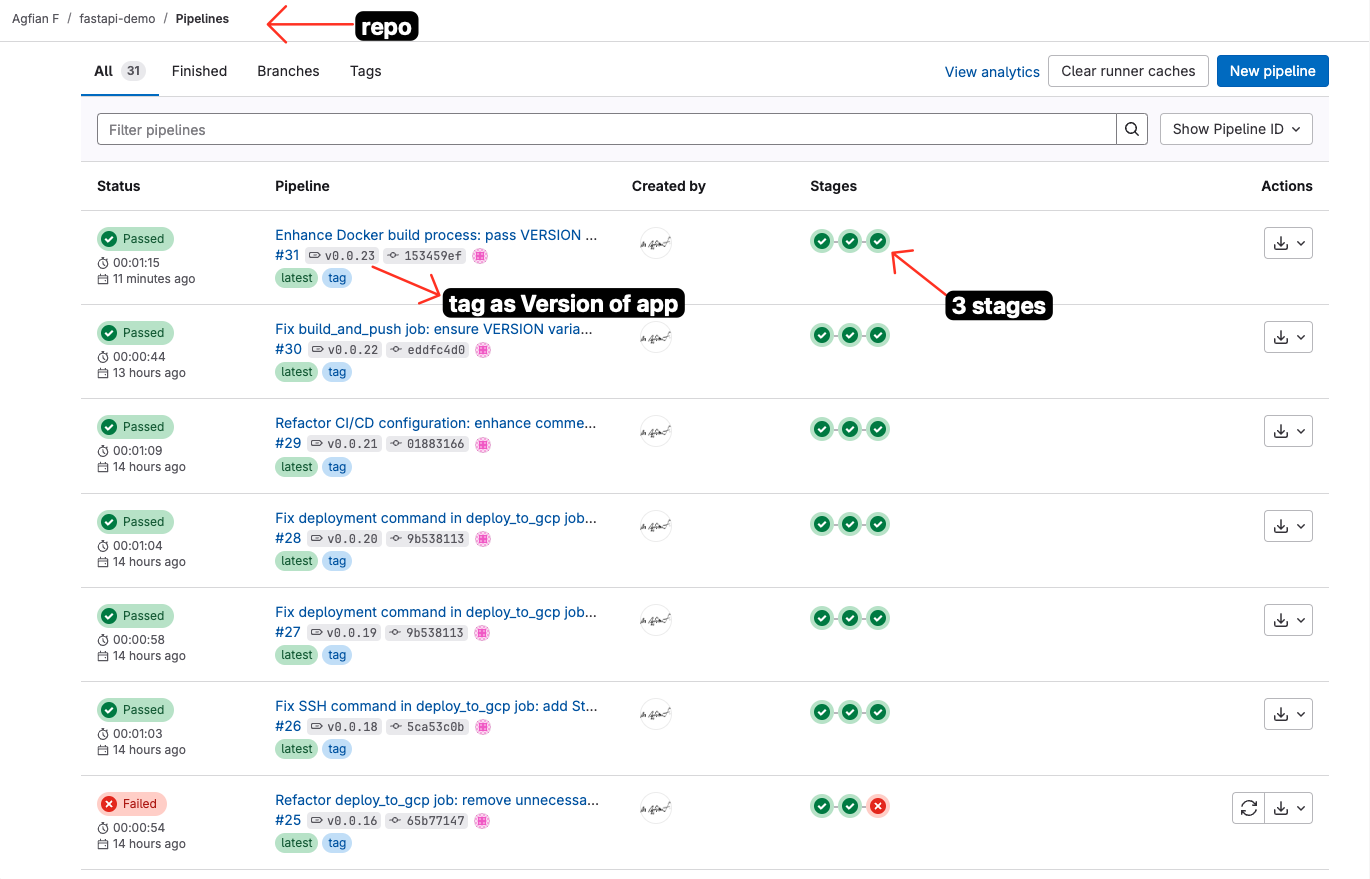 Agfian F / fastapi-demo / Pipelines
repo
All 31 Finished Branches Tags View analytics Clear runner caches New pipeline
Filter pipelines Show Pipeline ID
Status Pipeline Created by Stages Actions
Passed Enhance Docker build process: pass VERSION ...
#31 v0.0.23 153459ef
00:01:15
11 minutes ago latest tag
tag as Version of app
3 stages
Passed Fix build_and_push job: ensure VERSION varia...
#30 v0.0.22 eddfc4d0
00:00:44
13 hours ago latest tag
Passed Refactor CI/CD configuration: enhance comme...
#29 v0.0.21 01883166
00:01:09
14 hours ago latest tag
Passed Fix deployment command in deploy_to_gcp job...
#28 v0.0.20 9b538113
00:01:04
14 hours ago latest tag
Passed Fix deployment command in deploy_to_gcp job...
#27 v0.0.19 9b538113
00:00:58
14 hours ago latest tag
Passed Fix SSH command in deploy_to_gcp job: add St...
#26 v0.0.18 5ca53c0b
00:01:03
14 hours ago latest tag
Failed Refactor deploy_to_gcp job: remove unnecessa...
#25 v0.0.16 65b77147
00:00:54
14 hours ago latest tag